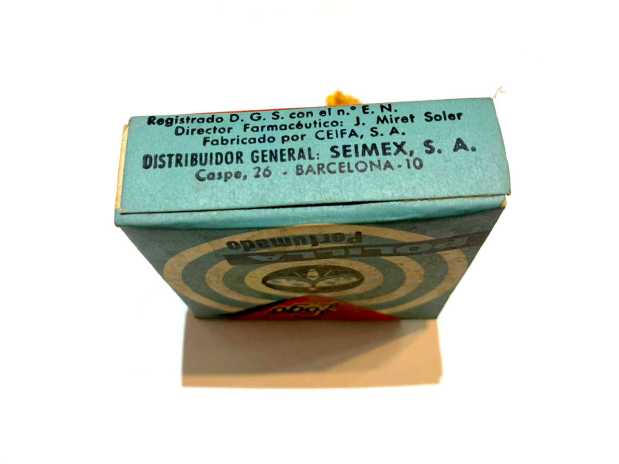 Registrado D. G. S. con el n.º E. N.
Director Farmacéutico: J. Miret Soler
Fabricado por CEIFA, S. A.
DISTRIBUIDOR GENERAL: SEIMEX, S. A.
Caspe, 26 - BARCELONA-10
Perfumado